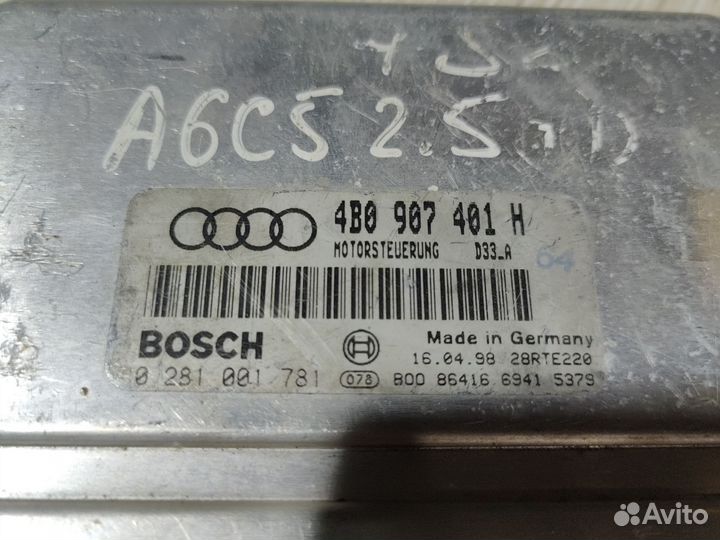 A6C5 2.5
4B0 907 401 H
MOTORSTEUERUNG D33_A
64
BOSCH
Made in Germany
16.04.98 28RTE220
0 281 001 781 078 800 86416 6941 5379
Avito